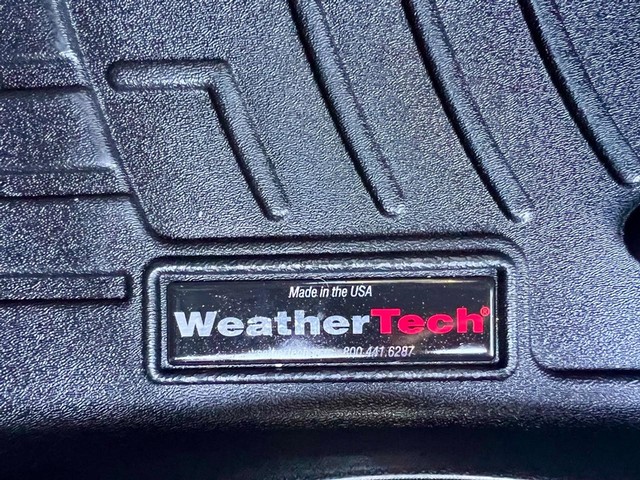 Made in the USA
WeatherTech®
800.441.6287